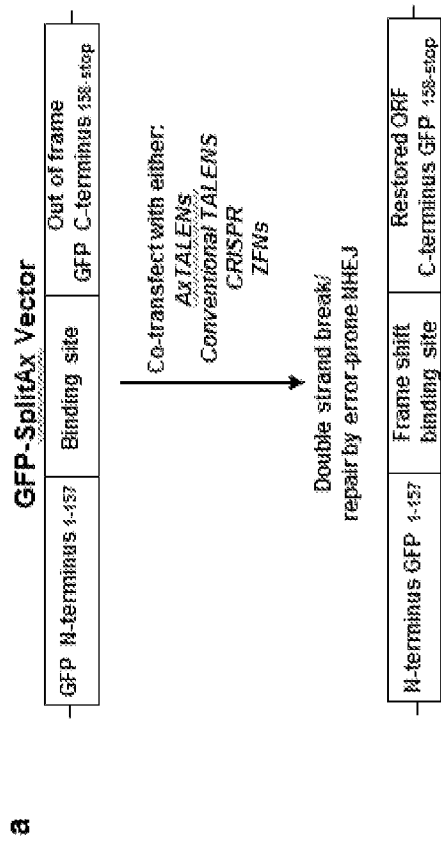 a
GFP-SplitAx Vector
GFP N-terminus 1-157
Binding site
Out of frame
GFP C-terminus 158-stop
Co-transfect with either:
AxTALENS
Conventional TALENS
CRISPR
ZFNs
Double strand break/
repair by error-prone NHEJ
N-terminus GFP 1-157
Frame shift
binding site
Restored ORF
C-terminus GFP 158-stop